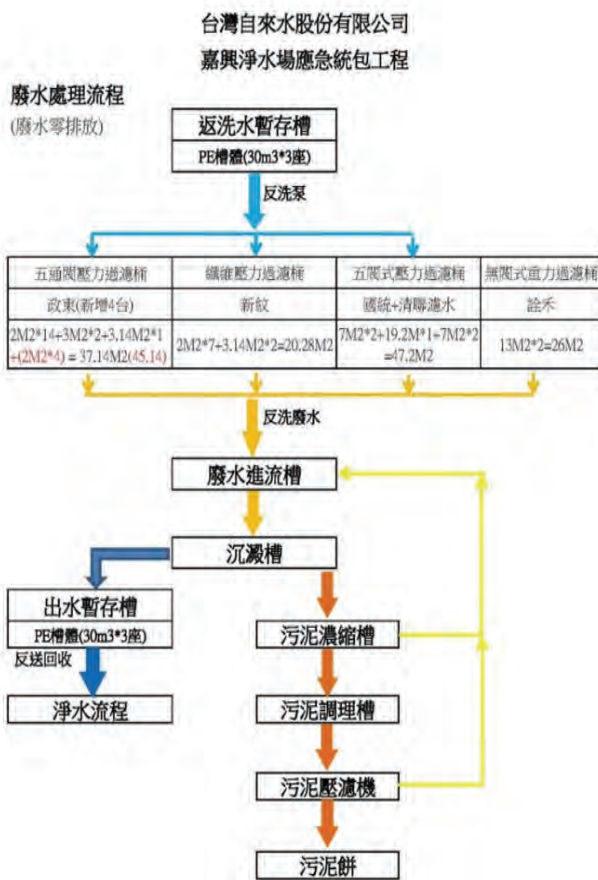 台灣自來水股份有限公司
嘉興淨水場應急統包工程
廢水處理流程
(廢水零排放)
返洗水暫存槽
PE槽體(30m3*3座)
反洗泵
五通閥壓力過濾桶
纖維壓力過濾桶
五閥式壓力過濾桶
無閥式重力過濾桶
政東(新增4台)
新紋
國統+清聯濾水
詮禾
2M2*14+3M2*2+3.14M2*1
+(2M2*4) = 37.14M2(45.14)
2M2*7+3.14M2*2=20.28M2
7M2*2+19.2M*1+7M2*2
=47.2M2
13M2*2=26M2
反洗廢水
廢水進流槽
沉澱槽
出水暫存槽
PE槽體(30m3*3座)
反送回收
淨水流程
污泥濃縮槽
污泥調理槽
污泥壓濾機
污泥餅